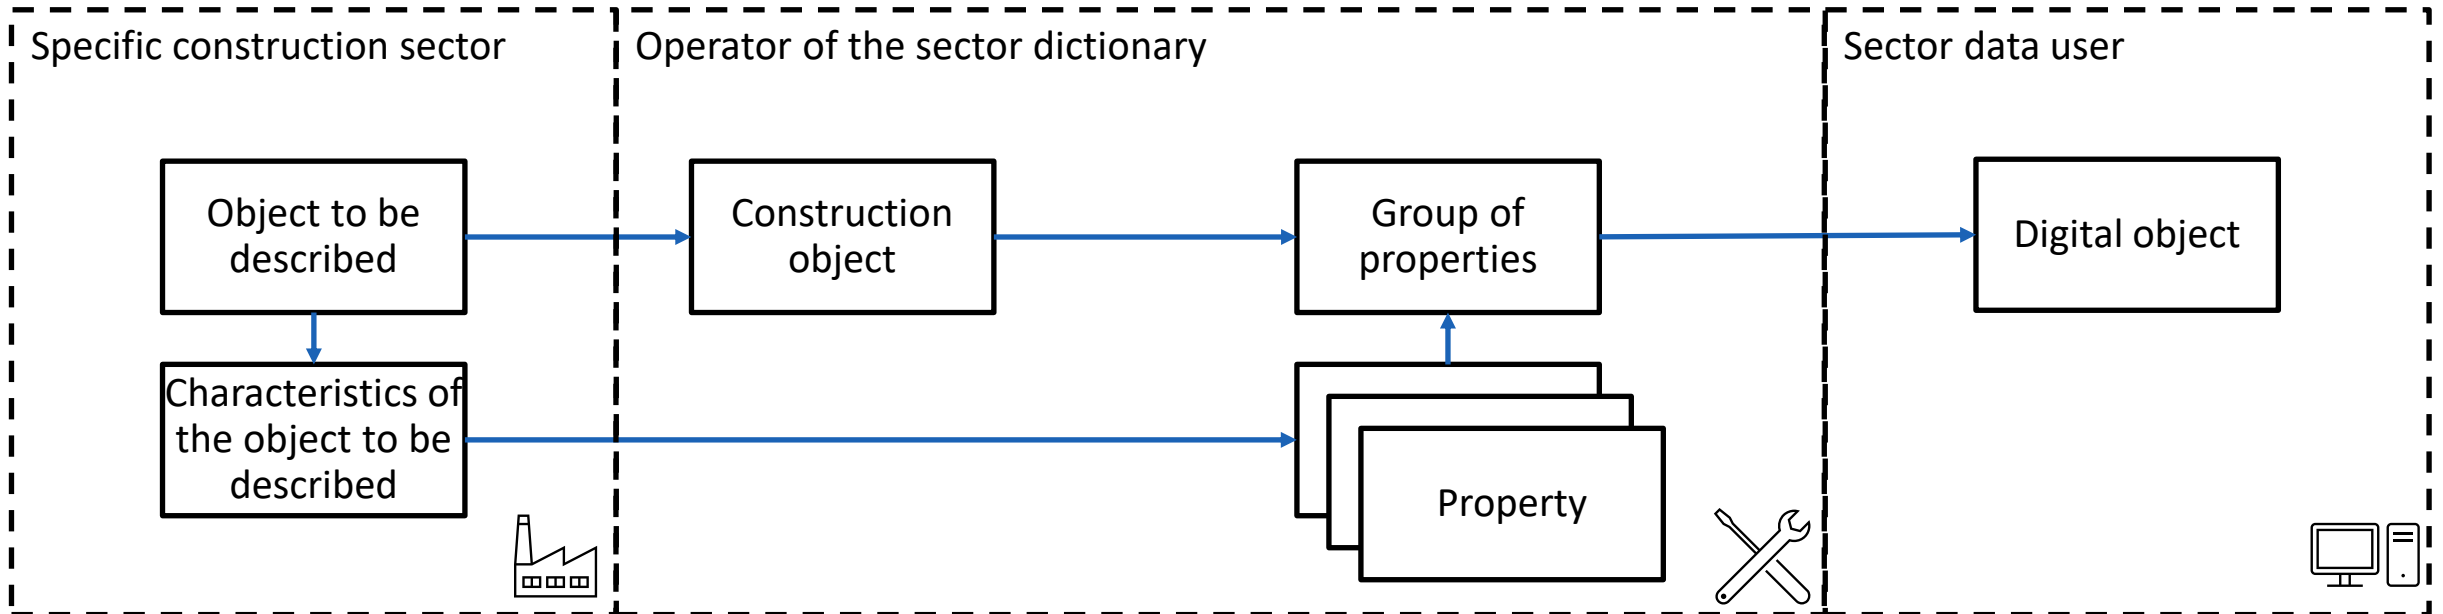 Specific construction sector
Operator of the sector dictionary
Sector data user
Object to be
described
Construction
object
Group of
properties
Digital object
Characteristics of
the object to be
described
Property